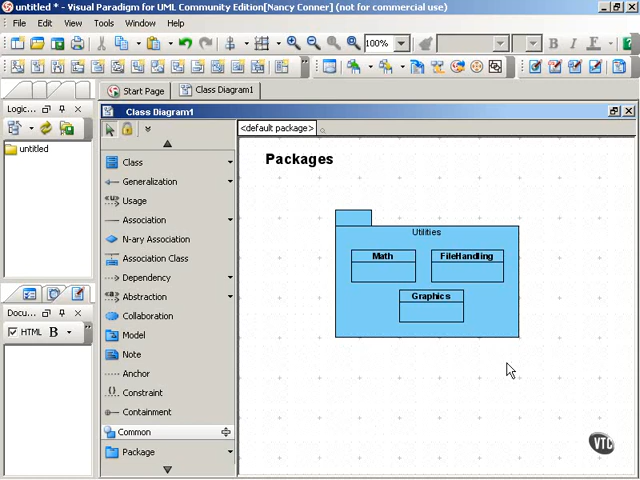 untitled * - Visual Paradigm for UML Community Edition[Nancy Conner] (not for commercial use)
File Edit View Tools Window Help
100%
B I F
Start Page Class Diagram1
Logic...
untitled
Class Diagram1
<default package>
Class
Generalization
Usage
Association
N-ary Association
Association Class
Dependency
Abstraction
Collaboration
Model
Note
Anchor
Constraint
Containment
Common
Package
Docu...
HTML B
Packages
Utilities
Math FileHandling
Graphics
VTC